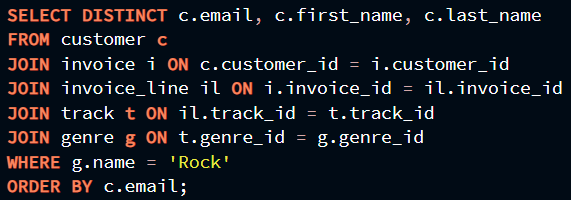 SELECT DISTINCT c.email, c.first_name, c.last_name
FROM customer c
JOIN invoice i ON c.customer_id = i.customer_id
JOIN invoice_line il ON i.invoice_id = il.invoice_id
JOIN track t ON il.track_id = t.track_id
JOIN genre g ON t.genre_id = g.genre_id
WHERE g.name = 'Rock'
ORDER BY c.email;